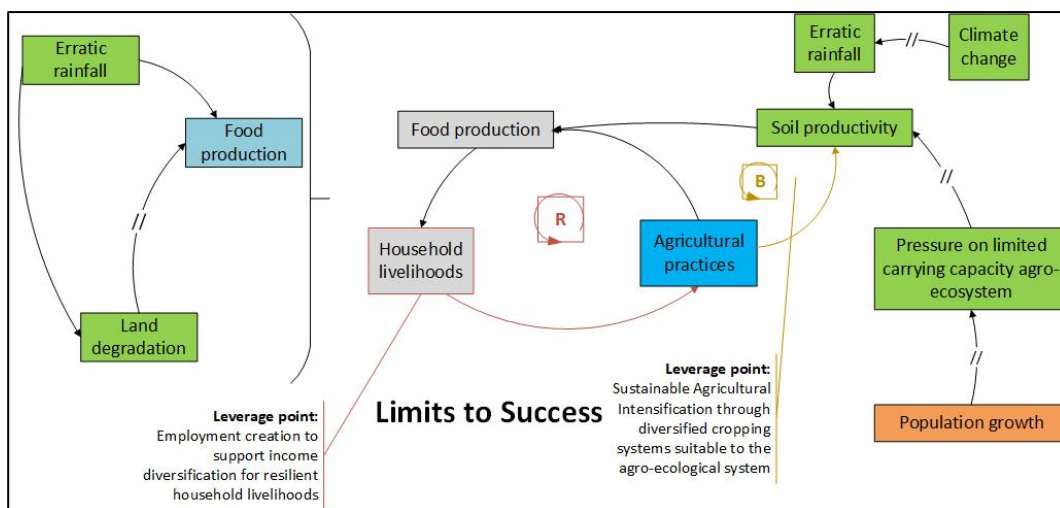 Erratic
rainfall
Food
production
//
Land
degradation
Food production
R
Household
livelihoods
Agricultural
practices
B
Erratic
rainfall
//
Climate
change
Soil productivity
//
Pressure on limited
carrying capacity agro-
ecosystem
//
Population growth
Limits to Success
Leverage point:
Employment creation to
support income
diversification for resilient
household livelihoods
Leverage point:
Sustainable Agricultural
Intensification through
diversified cropping
systems suitable to the
agro-ecological system